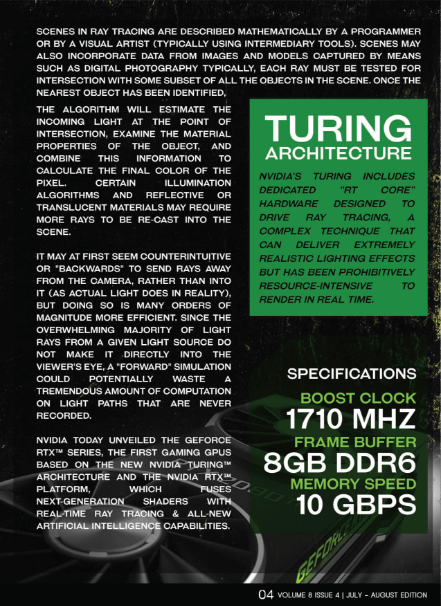 SCENES IN RAY TRACING ARE DESCRIBED MATHEMATICALLY BY A PROGRAMMER
OR BY A VISUAL ARTIST (TYPICALLY USING INTERMEDIARY TOOLS). SCENES MAY
ALSO INCORPORATE DATA FROM IMAGES AND MODELS CAPTURED BY MEANS
SUCH AS DIGITAL PHOTOGRAPHY TYPICALLY, EACH RAY MUST BE TESTED FOR
INTERSECTION WITH SOME SUBSET OF ALL THE OBJECTS IN THE SCENE. ONCE THE
NEAREST OBJECT HAS BEEN IDENTIFIED,
THE ALGORITHM WILL ESTIMATE THE
INCOMING LIGHT AT THE POINT OF
INTERSECTION, EXAMINE THE MATERIAL
PROPERTIES OF THE OBJECT, AND
COMBINE THIS INFORMATION TO
CALCULATE THE FINAL COLOR OF THE
PIXEL. CERTAIN ILLUMINATION
ALGORITHMS AND REFLECTIVE OR
TRANSLUCENT MATERIALS MAY REQUIRE
MORE RAYS TO BE RE-CAST INTO THE
SCENE.
IT MAY AT FIRST SEEM COUNTERINTUITIVE
OR "BACKWARDS" TO SEND RAYS AWAY
FROM THE CAMERA, RATHER THAN INTO
IT (AS ACTUAL LIGHT DOES IN REALITY),
BUT DOING SO IS MANY ORDERS OF
MAGNITUDE MORE EFFICIENT. SINCE THE
OVERWHELMING MAJORITY OF LIGHT
RAYS FROM A GIVEN LIGHT SOURCE DO
NOT MAKE IT DIRECTLY INTO THE
VIEWER'S EYE, A "FORWARD" SIMULATION
COULD POTENTIALLY WASTE A
TREMENDOUS AMOUNT OF COMPUTATION
ON LIGHT PATHS THAT ARE NEVER
RECORDED.
NVIDIA TODAY UNVEILED THE GEFORCE
RTX™ SERIES, THE FIRST GAMING GPUS
BASED ON THE NEW NVIDIA TURING™
ARCHITECTURE AND THE NVIDIA RTX™
PLATFORM, WHICH FUSES
NEXT-GENERATION SHADERS WITH
REAL-TIME RAY TRACING & ALL-NEW
ARTIFICIAL INTELLIGENCE CAPABILITIES.
TURING
ARCHITECTURE
NVIDIA'S TURING INCLUDES
DEDICATED "RT CORE"
HARDWARE DESIGNED TO
DRIVE RAY TRACING, A
COMPLEX TECHNIQUE THAT
CAN DELIVER EXTREMELY
REALISTIC LIGHTING EFFECTS
BUT HAS BEEN PROHIBITIVELY
RESOURCE-INTENSIVE TO
RENDER IN REAL TIME.
SPECIFICATIONS
BOOST CLOCK
1710 MHZ
FRAME BUFFER
8GB DDR6
MEMORY SPEED
10 GBPS
04 VOLUME 8 ISSUE 4 | JULY - AUGUST EDITION